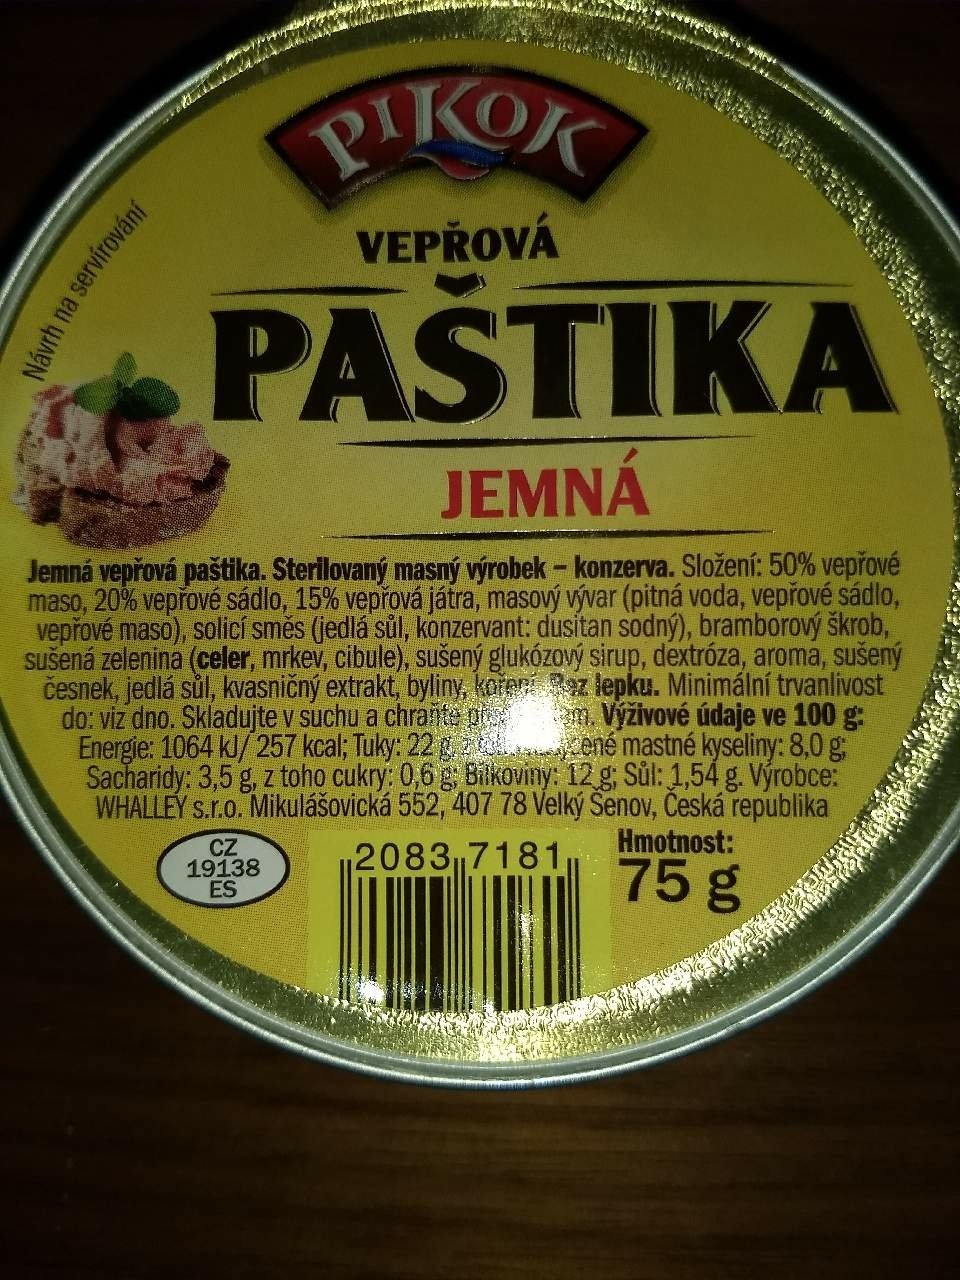 PIKOK
Návrh na servírování
VEPŘOVÁ
PAŠTIKA
JEMNÁ
Jemná vepřová paštika. Sterilovaný masný výrobek – konzerva. Složení: 50% vepřové
maso, 20% vepřové sádlo, 15% vepřová játra, masový vývar (pitná voda, vepřové sádlo,
vepřové maso), solicí směs (jedlá sůl, konzervant: dusitan sodný), bramborový škrob,
sušená zelenina (celer, mrkev, cibule), sušený glukózový sirup, dextróza, aroma, sušený
česnek, jedlá sůl, kvasničný extrakt, byliny, koření. Bez lepku. Minimální trvanlivost
do: viz dno. Skladujte v suchu a chraňte Výživové údaje ve 100 g:
Energie: 1064 kJ/ 257 kcal; Tuky: 22 g, mastné kyseliny: 8,0 g;
Sacharidy: 3,5 g, z toho cukry: 0,6 g; Bílkoviny: 12 g; Sůl: 1,54 g. Výrobce:
WHALLEY s.r.o. Mikulášovická 552, 407 78 Velký Šenov, Česká republika
CZ
19138
ES
2083 7181
Hmotnost:
75 g